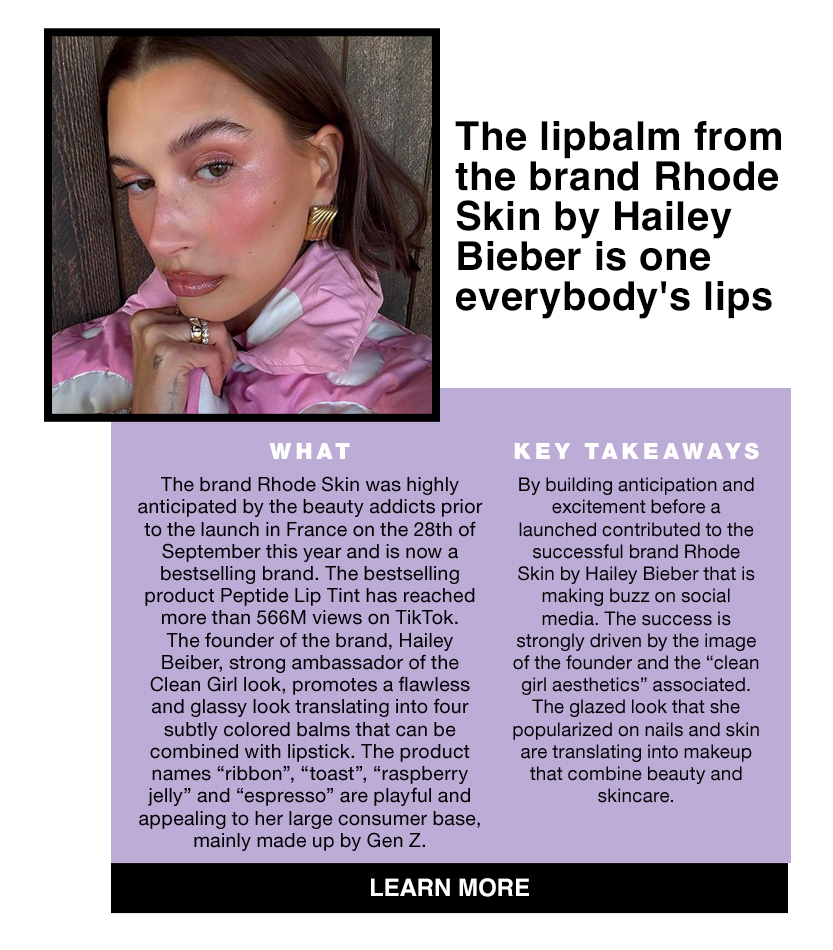 The lipbalm from
the brand Rhode
Skin by Hailey
Bieber is one
everybody's lips
WHAT
The brand Rhode Skin was highly
anticipated by the beauty addicts prior
to the launch in France on the 28th of
September this year and is now a
bestselling brand. The bestselling
product Peptide Lip Tint has reached
more than 566M views on TikTok.
The founder of the brand, Hailey
Beiber, strong ambassador of the
Clean Girl look, promotes a flawless
and glassy look translating into four
subtly colored balms that can be
combined with lipstick. The product
names “ribbon”, “toast”, “raspberry
jelly” and “espresso” are playful and
appealing to her large consumer base,
mainly made up by Gen Z.
KEY TAKEAWAYS
By building anticipation and
excitement before a
launched contributed to the
successful brand Rhode
Skin by Hailey Bieber that is
making buzz on social
media. The success is
strongly driven by the image
of the founder and the “clean
girl aesthetics” associated.
The glazed look that she
popularized on nails and skin
are translating into makeup
that combine beauty and
skincare.
LEARN MORE